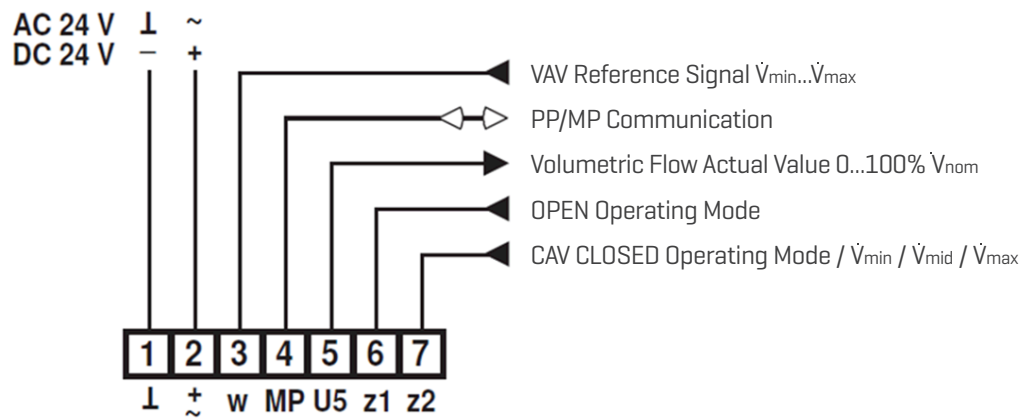 AC 24 V ⊥ ~
DC 24 V − +
VAV Reference Signal V̇min...V̇max
PP/MP Communication
Volumetric Flow Actual Value 0...100% V̇nom
OPEN Operating Mode
CAV CLOSED Operating Mode / V̇min / V̇mid / V̇max
1 2 3 4 5 6 7
⊥ +~ w MP U5 z1 z2